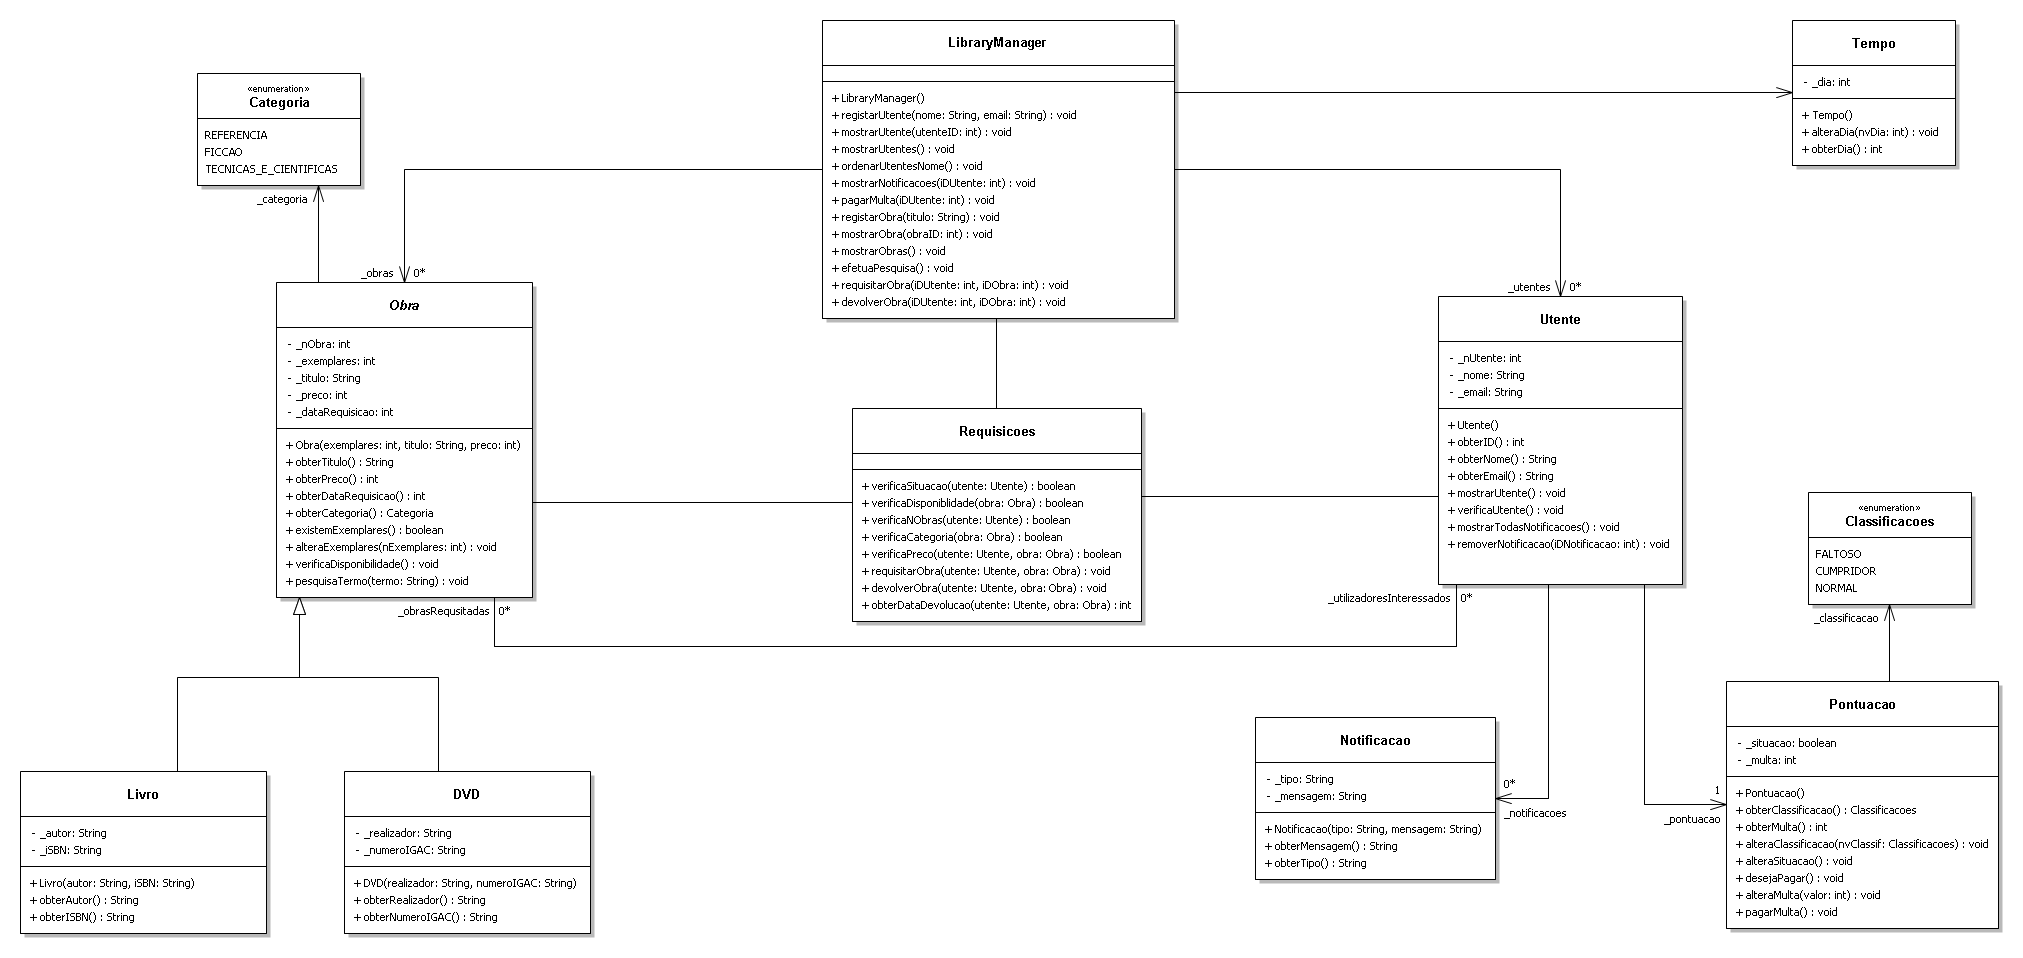 LibraryManager
+ LibraryManager()
+ registarUtente(nome: String, email: String) : void
+ mostrarUtente(utenteID: int) : void
+ mostrarUtentes() : void
+ ordenarUtentesNome() : void
+ mostrarNotificacoes(iDUtente: int) : void
+ pagarMulta(iDUtente: int) : void
+ registarObra(titulo: String) : void
+ mostrarObra(obraID: int) : void
+ mostrarObras() : void
+ efetuaPesquisa() : void
+ requisitarObra(iDUtente: int, iDObra: int) : void
+ devolverObra(iDUtente: int, iDObra: int) : void
Tempo
- _dia: int
+ Tempo()
+ alteraDia(nvDia: int) : void
+ obterDia() : int
«enumeration»
Categoria
REFERENCIA
FICCAO
TECNICAS_E_CIENTIFICAS
_categoria
_obras 0*
_utentes 0*
Obra
- _nObra: int
- _exemplares: int
- _titulo: String
- _preco: int
- _dataRequisicao: int
+ Obra(exemplares: int, titulo: String, preco: int)
+ obterTitulo() : String
+ obterPreco() : int
+ obterDataRequisicao() : int
+ obterCategoria() : Categoria
+ existemExemplares() : boolean
+ alteraExemplares(nExemplares: int) : void
+ verificaDisponibilidade() : void
+ pesquisaTermo(termo: String) : void
Requisicoes
+ verificaSituacao(utente: Utente) : boolean
+ verificaDisponiblidade(obra: Obra) : boolean
+ verificaNObras(utente: Utente) : boolean
+ verificaCategoria(obra: Obra) : boolean
+ verificaPreco(utente: Utente, obra: Obra) : boolean
+ requisitarObra(utente: Utente, obra: Obra) : void
+ devolverObra(utente: Utente, obra: Obra) : void
+ obterDataDevolucao(utente: Utente, obra: Obra) : int
Utente
- _nUtente: int
- _nome: String
- _email: String
+ Utente()
+ obterID() : int
+ obterNome() : String
+ obterEmail() : String
+ mostrarUtente() : void
+ verificaUtente() : void
+ mostrarTodasNotificacoes() : void
+ removerNotificacao(iDNotificacao: int) : void
«enumeration»
Classificacoes
FALTOSO
CUMPRIDOR
NORMAL
_classificacao
_obrasRequsitadas 0*
_utilizadoresInteressados 0*
Livro
- _autor: String
- _iSBN: String
+ Livro(autor: String, iSBN: String)
+ obterAutor() : String
+ obterISBN() : String
DVD
- _realizador: String
- _numeroIGAC: String
+ DVD(realizador: String, numeroIGAC: String)
+ obterRealizador() : String
+ obterNumeroIGAC() : String
Notificacao
- _tipo: String
- _mensagem: String
+ Notificacao(tipo: String, mensagem: String)
+ obterMensagem() : String
+ obterTipo() : String
0*
_notificacoes
1
_pontuacao
Pontuacao
- _situacao: boolean
- _multa: int
+ Pontuacao()
+ obterClassificacao() : Classificacoes
+ obterMulta() : int
+ alteraClassificacao(nvClassif: Classificacoes) : void
+ alteraSituacao() : void
+ desejaPagar() : void
+ alteraMulta(valor: int) : void
+ pagarMulta() : void